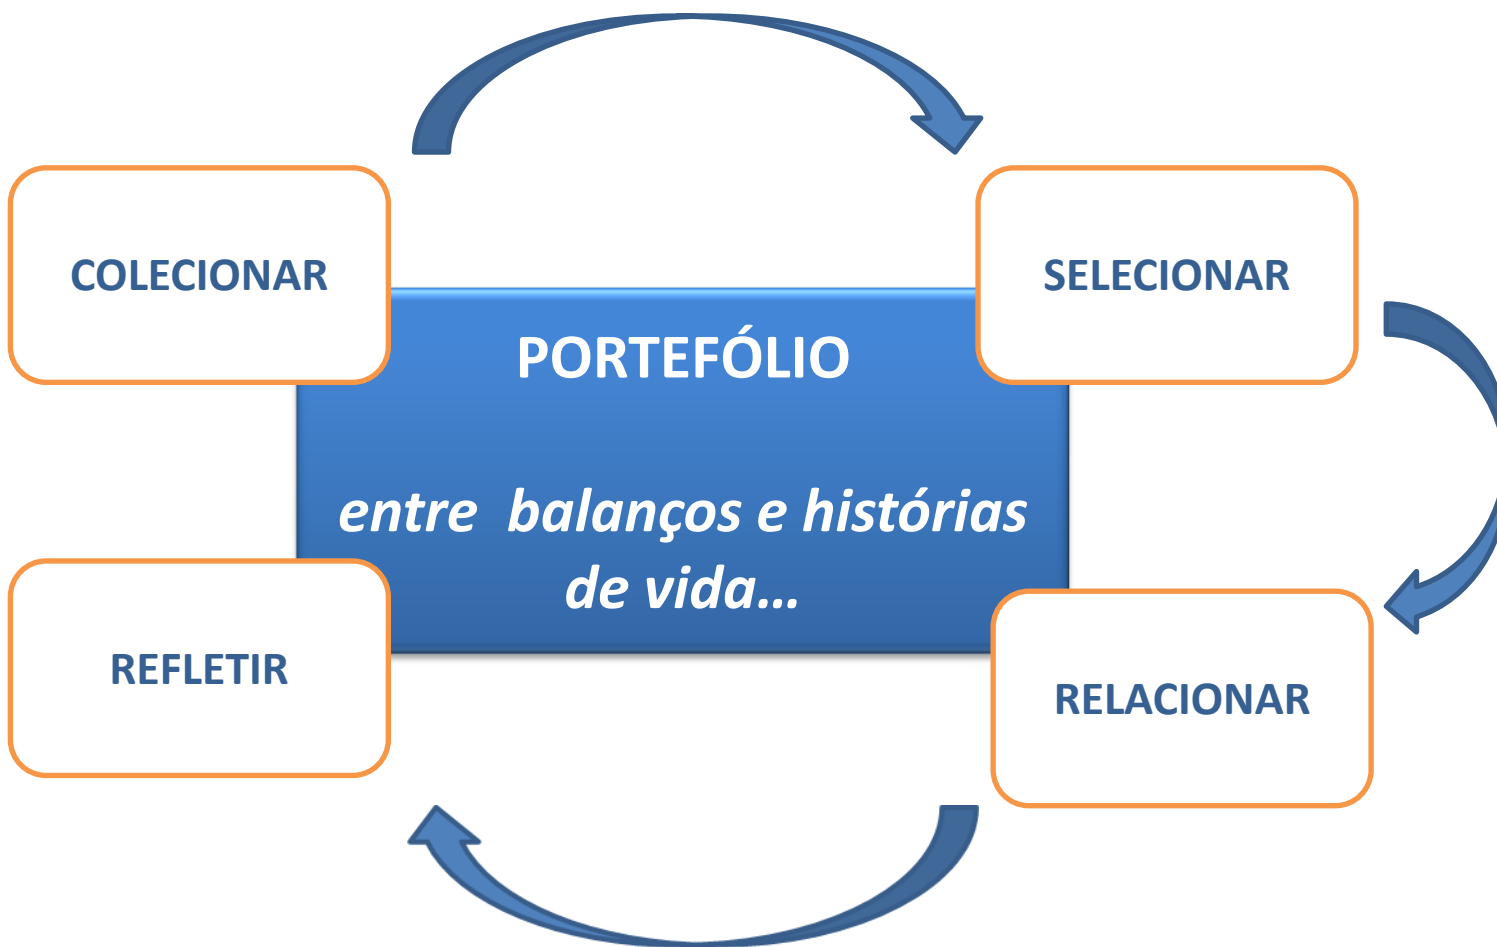 COLECIONAR
SELECIONAR
PORTEFÓLIO
entre balanços e histórias
de vida...
REFLETIR
RELACIONAR